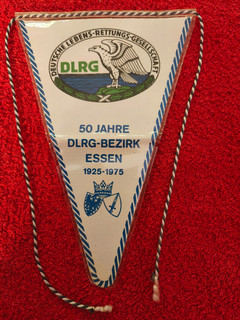 DEUTSCHE LEBENS-RETTUNGS-GESELLSCHAFT
DLRG
50 JAHRE
DLRG-BEZIRK
ESSEN
1925-1975